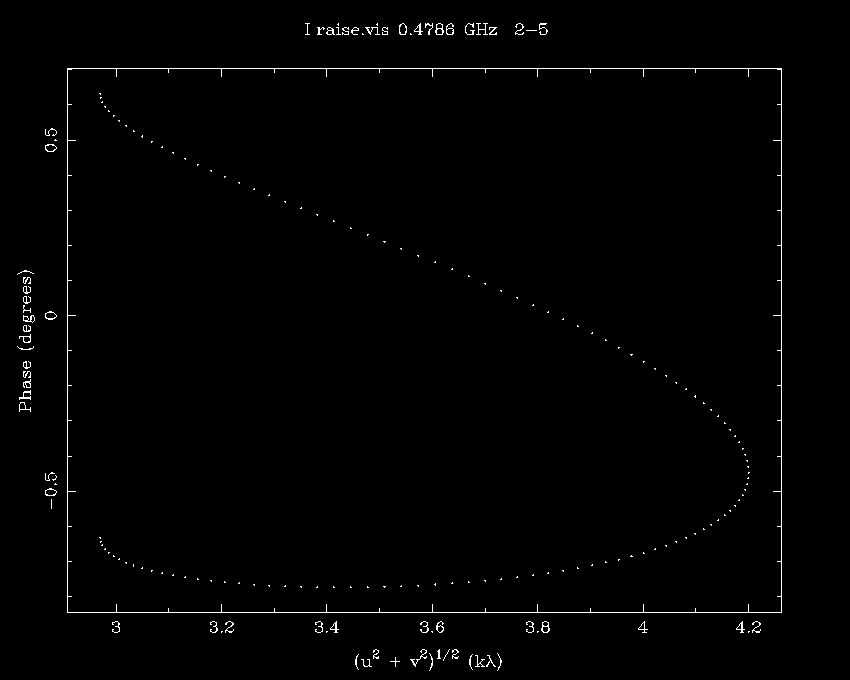 I raise.vis 0.4786 GHz 2−5
Phase (degrees)
0.5
0
−0.5
3 3.2 3.4 3.6 3.8 4 4.2
(u² + v²)¹/² (kλ)